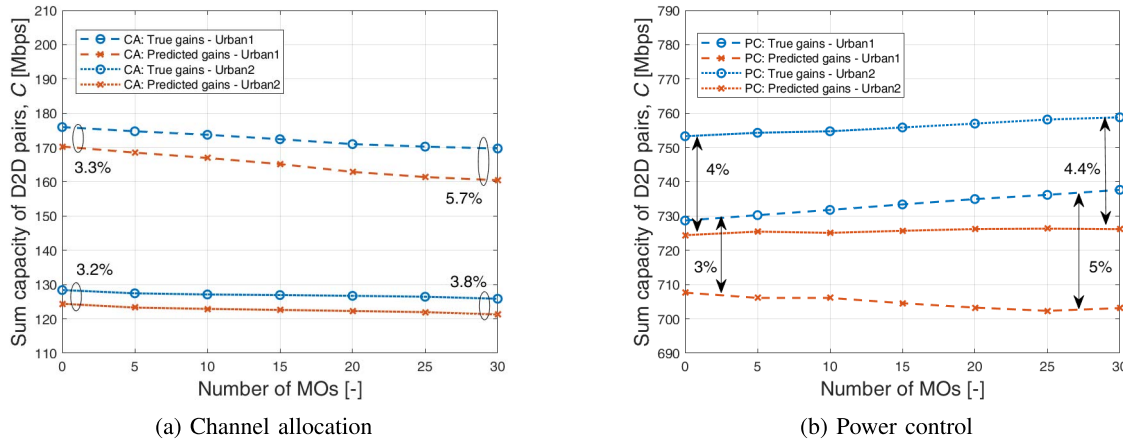 Sum capacity of D2D pairs, C [Mbps]
210
200
190
180
170
160
150
140
130
120
110
CA: True gains - Urban1
CA: Predicted gains - Urban1
CA: True gains - Urban2
CA: Predicted gains - Urban2
3.3%
5.7%
3.2%
3.8%
0 5 10 15 20 25 30
Number of MOs [-]
(a) Channel allocation
Sum capacity of D2D pairs, C [Mbps]
790
780
770
760
750
740
730
720
710
700
690
PC: True gains - Urban1
PC: Predicted gains - Urban1
PC: True gains - Urban2
PC: Predicted gains - Urban2
4%
4.4%
3%
5%
0 5 10 15 20 25 30
Number of MOs [-]
(b) Power control